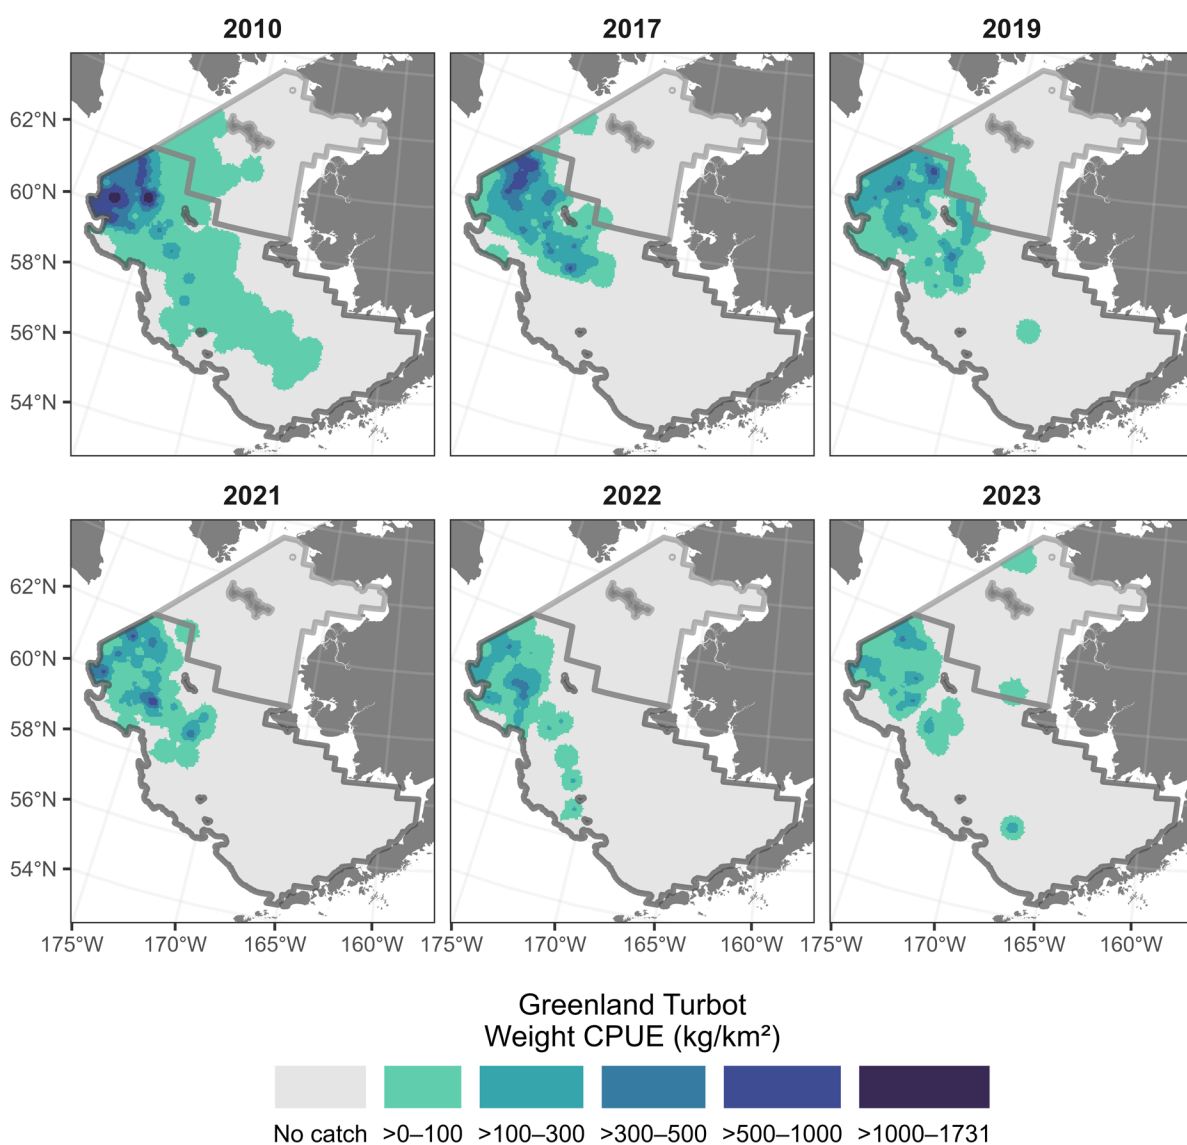 2010 2017 2019
62°N
60°N
58°N
56°N
54°N
2021 2022 2023
62°N
60°N
58°N
56°N
54°N
175°W 170°W 165°W 160°W 175°W 170°W 165°W 160°W 175°W 170°W 165°W 160°W
Greenland Turbot
Weight CPUE (kg/km²)
No catch >0–100 >100–300 >300–500 >500–1000 >1000–1731